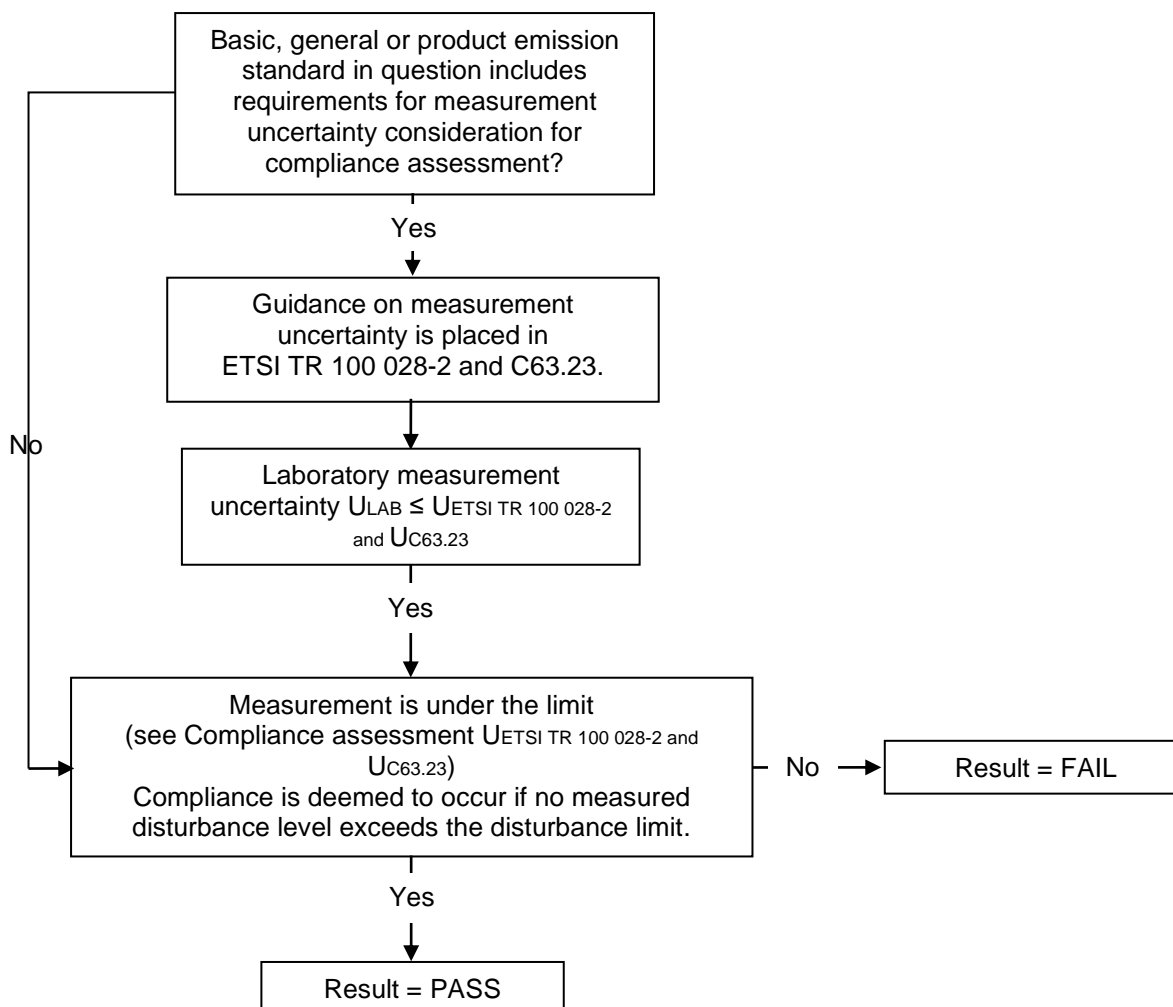 Basic, general or product emission
standard in question includes
requirements for measurement
uncertainty consideration for
compliance assessment?
Yes
Guidance on measurement
uncertainty is placed in
ETSI TR 100 028-2 and C63.23.
No
Laboratory measurement
uncertainty ULAB ≤ UETSI TR 100 028-2
and UC63.23
Yes
Measurement is under the limit
(see Compliance assessment UETSI TR 100 028-2 and
UC63.23)
Compliance is deemed to occur if no measured
disturbance level exceeds the disturbance limit.
No
Result = FAIL
Yes
Result = PASS